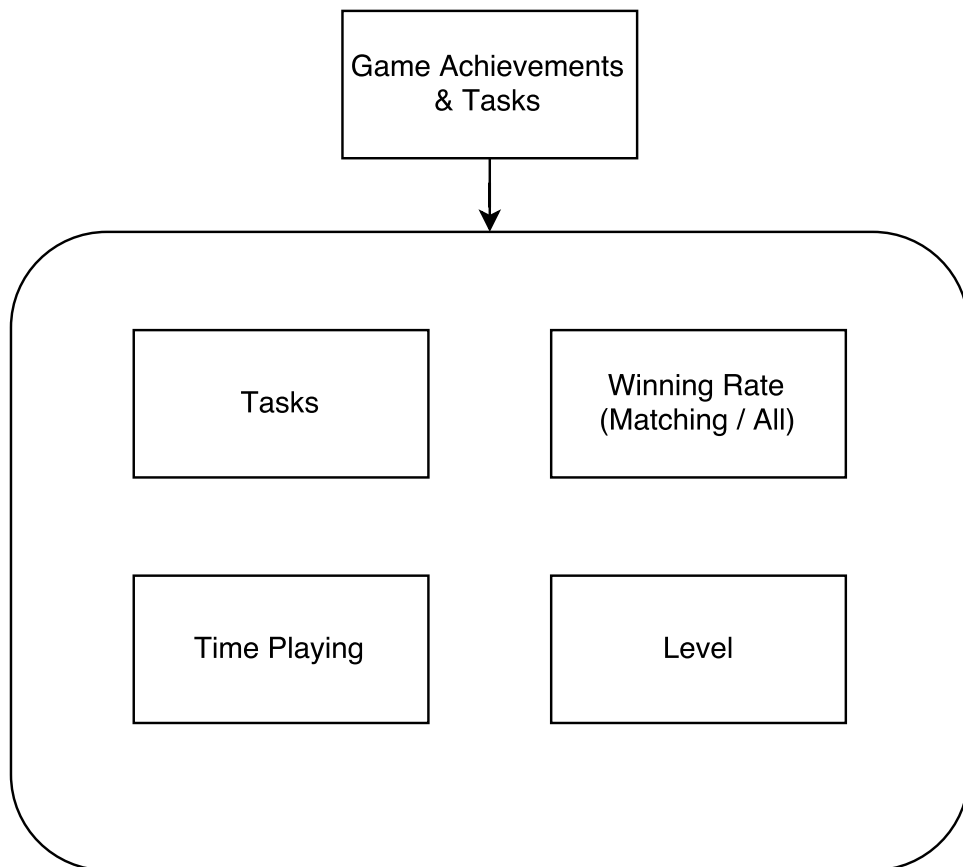 Game Achievements
& Tasks
Tasks
Winning Rate
(Matching / All)
Time Playing
Level